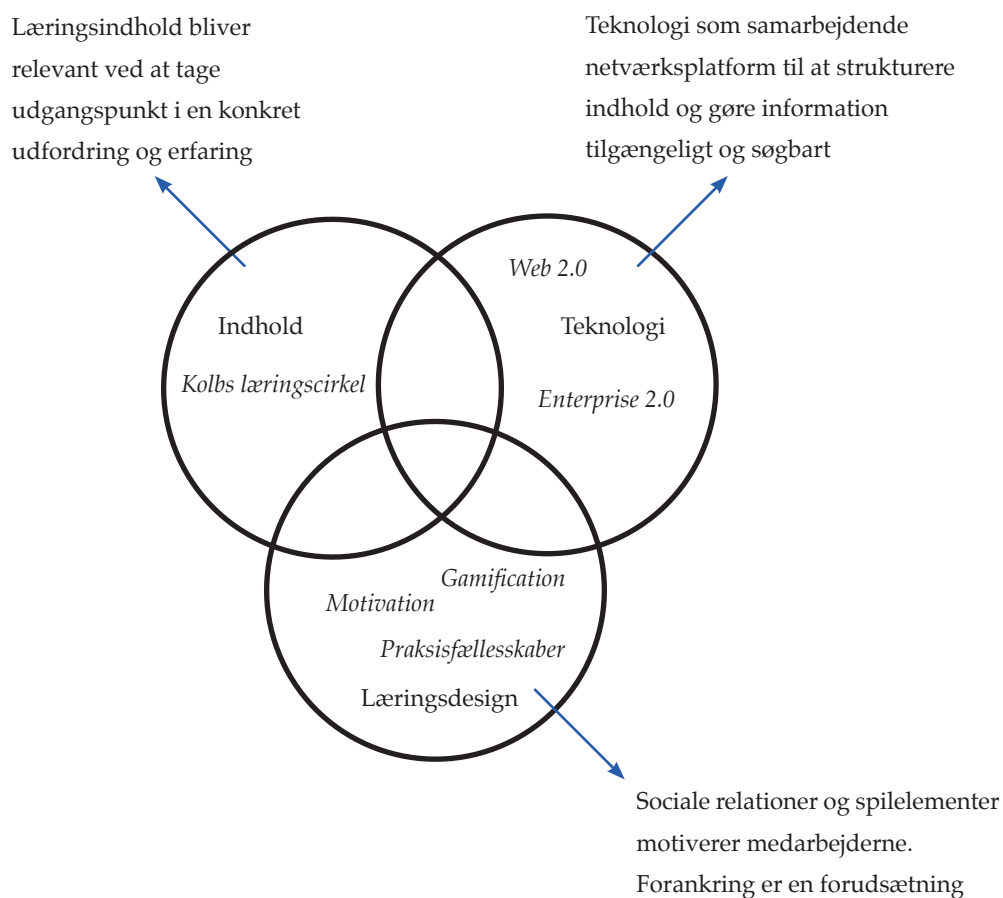 Læringsindhold bliver
relevant ved at tage
udgangspunkt i en konkret
udfordring og erfaring
Teknologi som samarbejdende
netværksplatform til at strukturere
indhold og gøre information
tilgængeligt og søgbart
Web 2.0
Indhold
Teknologi
Kolbs læringscirkel
Enterprise 2.0
Gamification
Motivation
Praksisfællesskaber
Læringsdesign
Sociale relationer og spilelementer
motiverer medarbejderne.
Forankring er en forudsætning